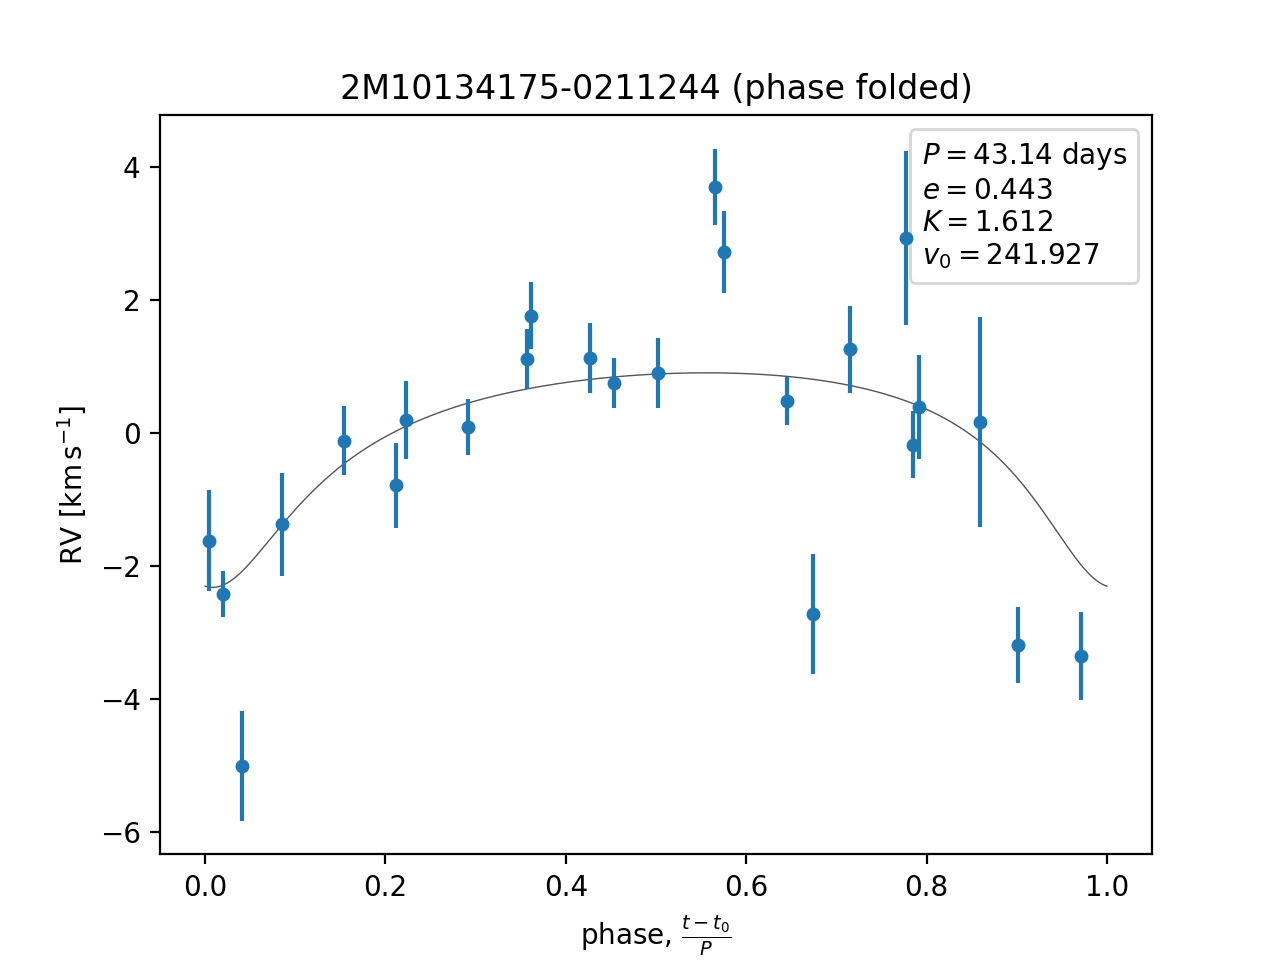 2M10134175-0211244 (phase folded)
P = 43.14 days
e = 0.443
K = 1.612
v₀ = 241.927
4
2
0
−2
−4
−6
RV [km s⁻¹]
0.0 0.2 0.4 0.6 0.8 1.0
phase, (t − t₀)/P